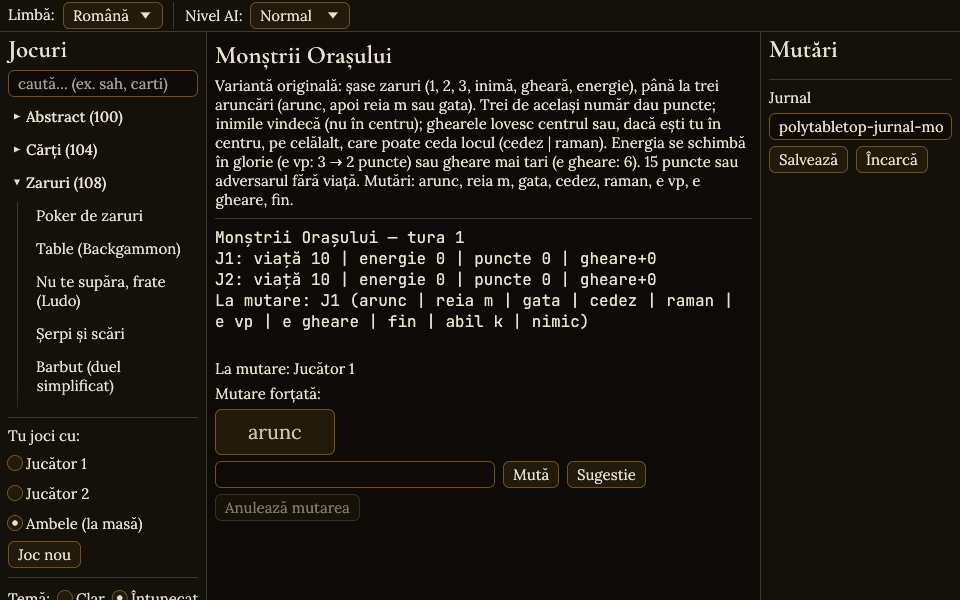 Limbă: Română ▼ Nivel AI: Normal ▼
Jocuri
caută... (ex. sah, carti)
▸ Abstract (100)
▸ Cărți (104)
▾ Zaruri (108)
Poker de zaruri
Table (Backgammon)
Nu te supăra, frate
(Ludo)
Șerpi și scări
Barbut (duel
simplificat)
Tu joci cu:
Jucător 1
Jucător 2
Ambele (la masă)
Joc nou
Temă: Clar Întunecat
Monștrii Orașului
Variantă originală: șase zaruri (1, 2, 3, inimă, gheară, energie), până la trei
aruncări (arunc, apoi reia m sau gata). Trei de același număr dau puncte;
inimile vindecă (nu în centru); ghearele lovesc centrul sau, dacă ești tu în
centru, pe celălalt, care poate ceda locul (cedez | raman). Energia se schimbă
în glorie (e vp: 3 → 2 puncte) sau gheare mai tari (e gheare: 6). 15 puncte sau
adversarul fără viață. Mutări: arunc, reia m, gata, cedez, raman, e vp, e
gheare, fin.
Monștrii Orașului — tura 1
J1: viață 10 | energie 0 | puncte 0 | gheare+0
J2: viață 10 | energie 0 | puncte 0 | gheare+0
La mutare: J1 (arunc | reia m | gata | cedez | raman |
e vp | e gheare | fin | abil k | nimic)
La mutare: Jucător 1
Mutare forțată:
arunc
Mută Sugestie
Anulează mutarea
Mutări
Jurnal
polytabletop-jurnal-mo
Salvează Încarcă